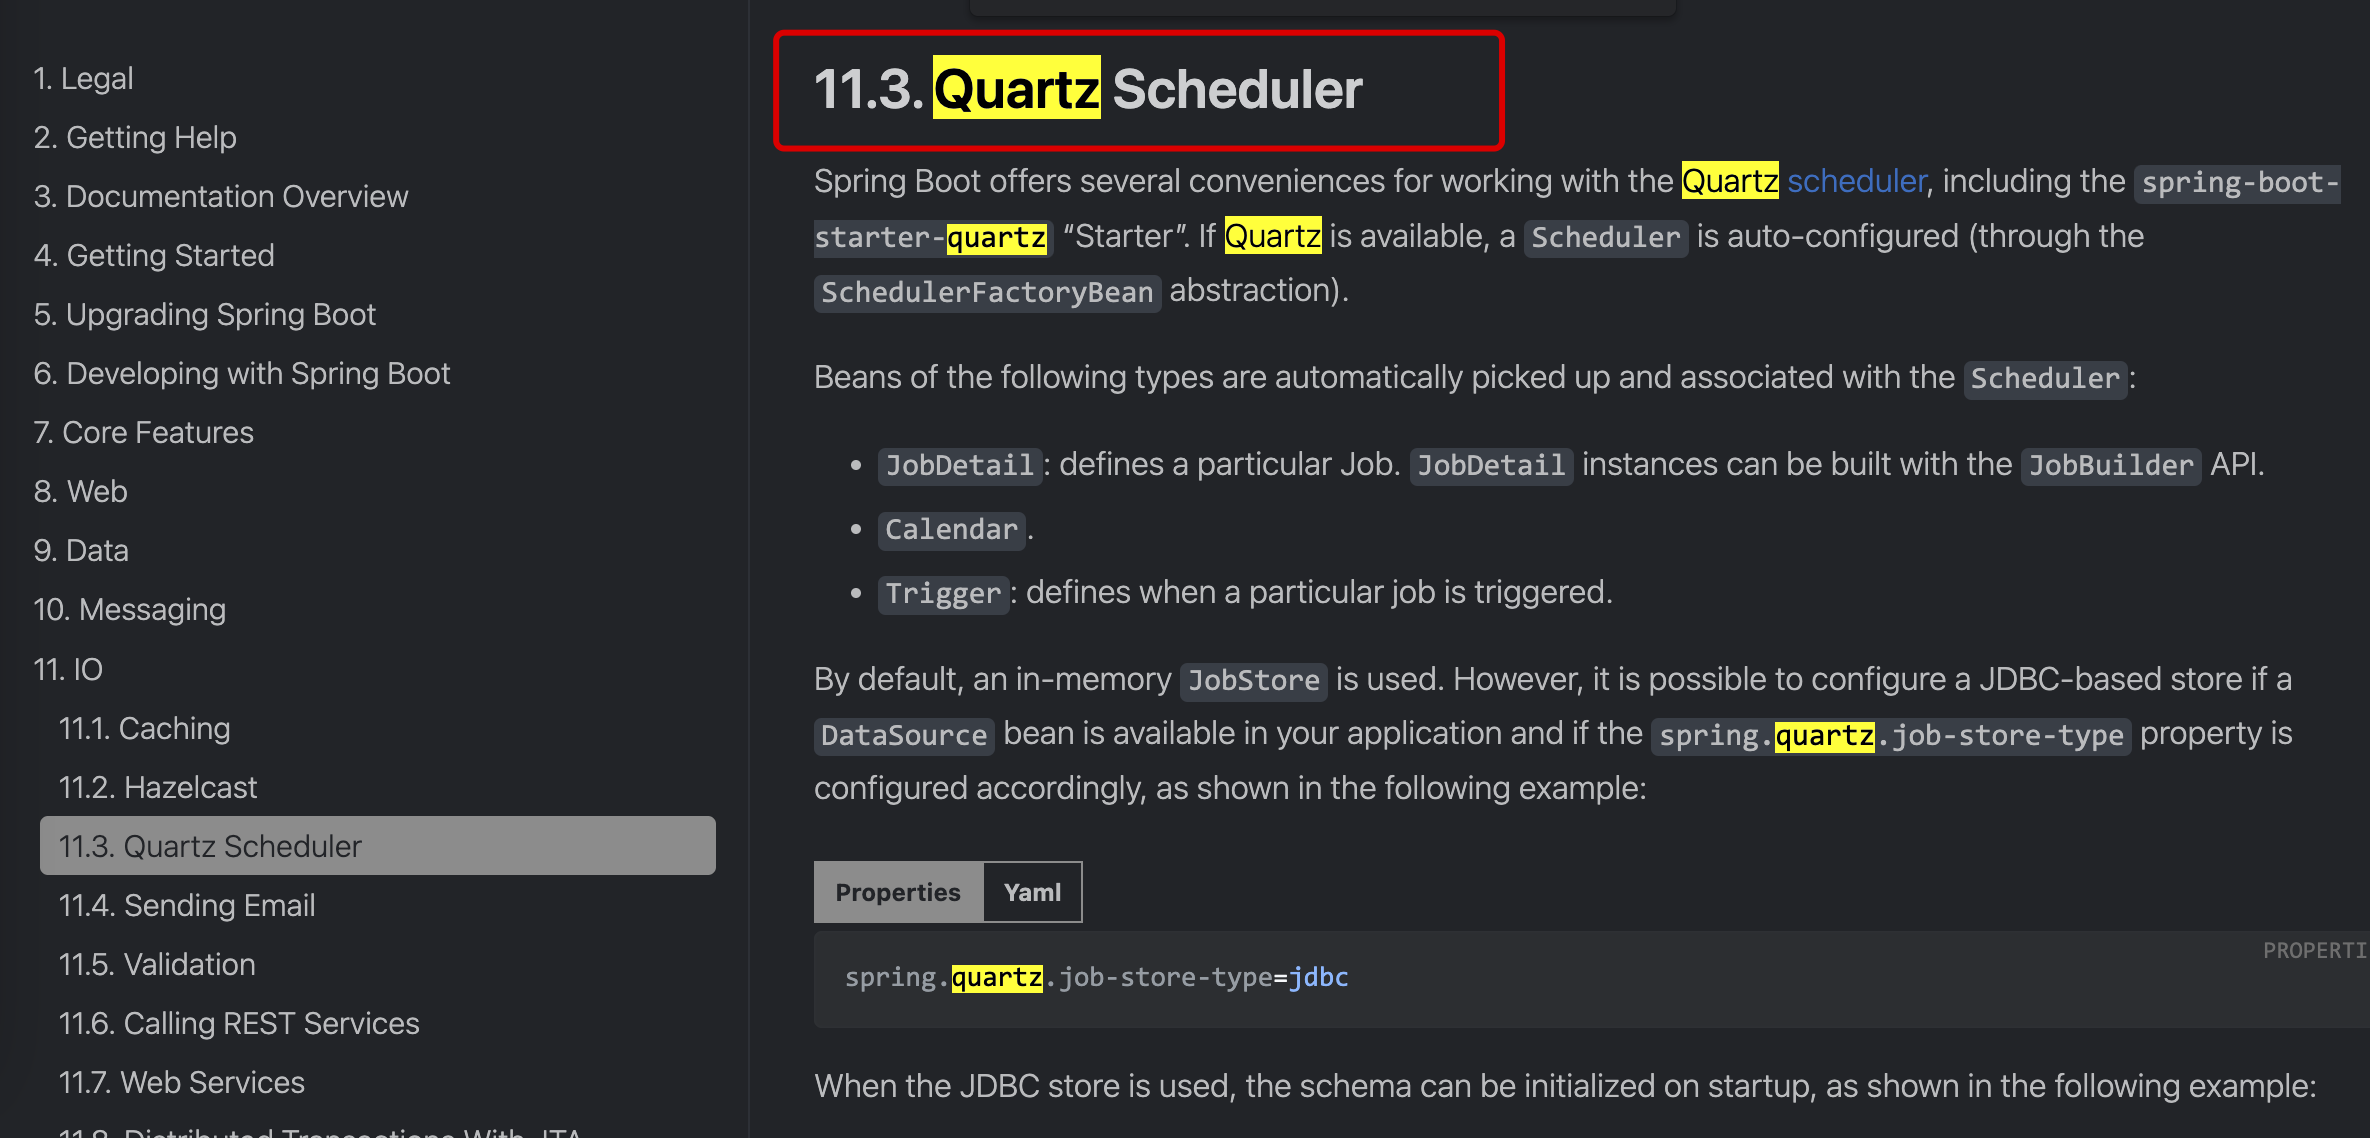 1. Legal
2. Getting Help
3. Documentation Overview
4. Getting Started
5. Upgrading Spring Boot
6. Developing with Spring Boot
7. Core Features
8. Web
9. Data
10. Messaging
11. IO
11.1. Caching
11.2. Hazelcast
11.3. Quartz Scheduler
11.4. Sending Email
11.5. Validation
11.6. Calling REST Services
11.7. Web Services
11.8. Distributed Transactions With JTA
11.3. Quartz Scheduler
Spring Boot offers several conveniences for working with the Quartz scheduler, including the spring-boot-
starter-quartz “Starter”. If Quartz is available, a Scheduler is auto-configured (through the
SchedulerFactoryBean abstraction).
Beans of the following types are automatically picked up and associated with the Scheduler:
• JobDetail: defines a particular Job. JobDetail instances can be built with the JobBuilder API.
• Calendar.
• Trigger: defines when a particular job is triggered.
By default, an in-memory JobStore is used. However, it is possible to configure a JDBC-based store if a
DataSource bean is available in your application and if the spring.quartz.job-store-type property is
configured accordingly, as shown in the following example:
Properties Yaml
PROPERTI
spring.quartz.job-store-type=jdbc
When the JDBC store is used, the schema can be initialized on startup, as shown in the following example: